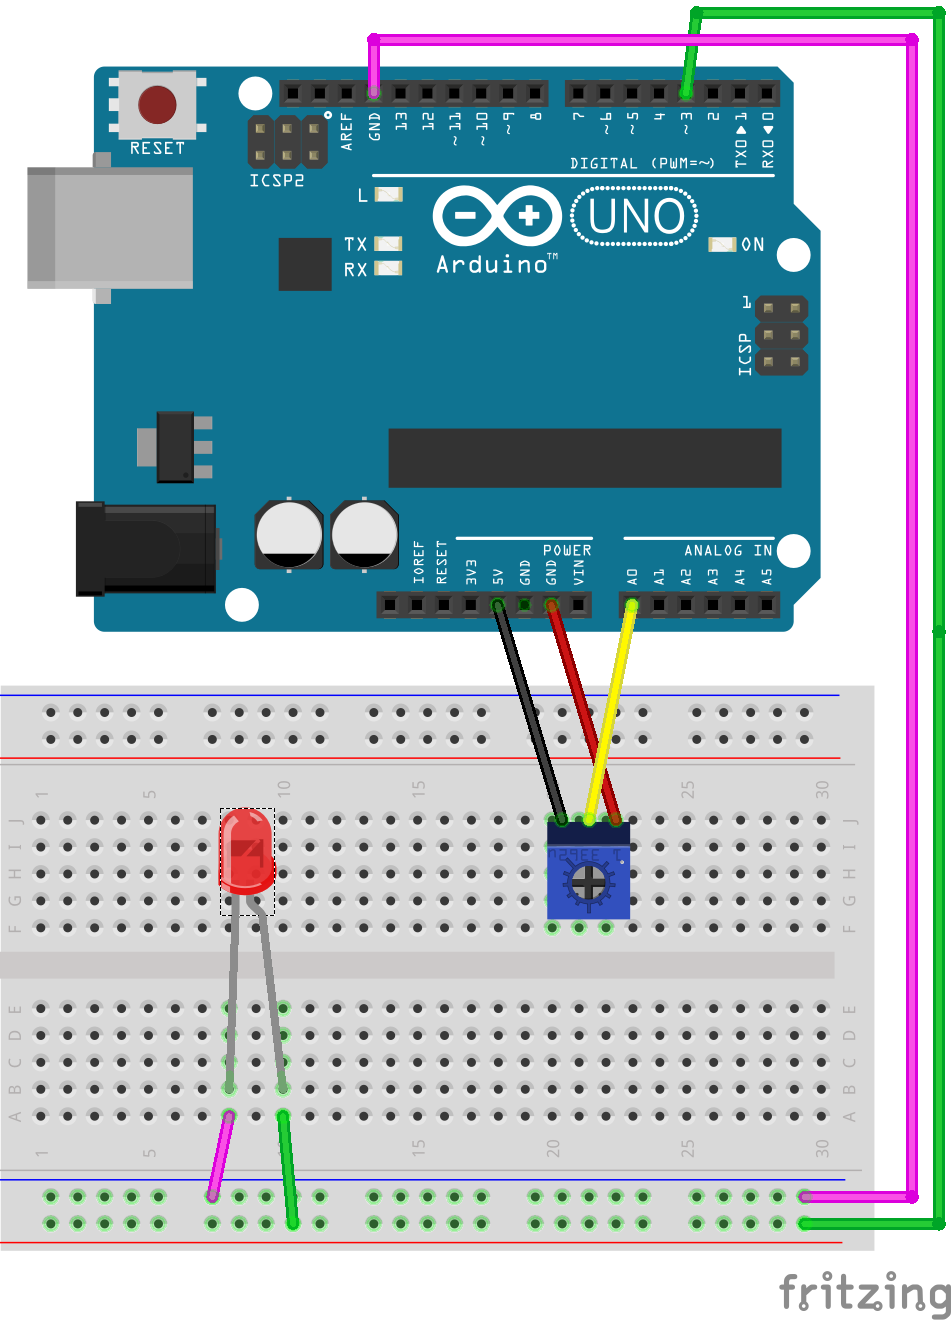 RESET
ICSP2
AREF
GND
13
12
~11
~10
~9
8
7
~6
~5
4
~3
2
TX0▶1
RX0◀0
DIGITAL (PWM=~)
L
TX
RX
UNO
Arduino™
ON
1
ICSP
IOREF
RESET
3V3
5V
GND
GND
VIN
POWER
ANALOG IN
A0
A1
A2
A3
A4
A5
1 5 10 15 25 30
J J
I I
H H
G G
F F
E E
D D
C C
B B
A A
1 5 15 20 25 30
fritzing